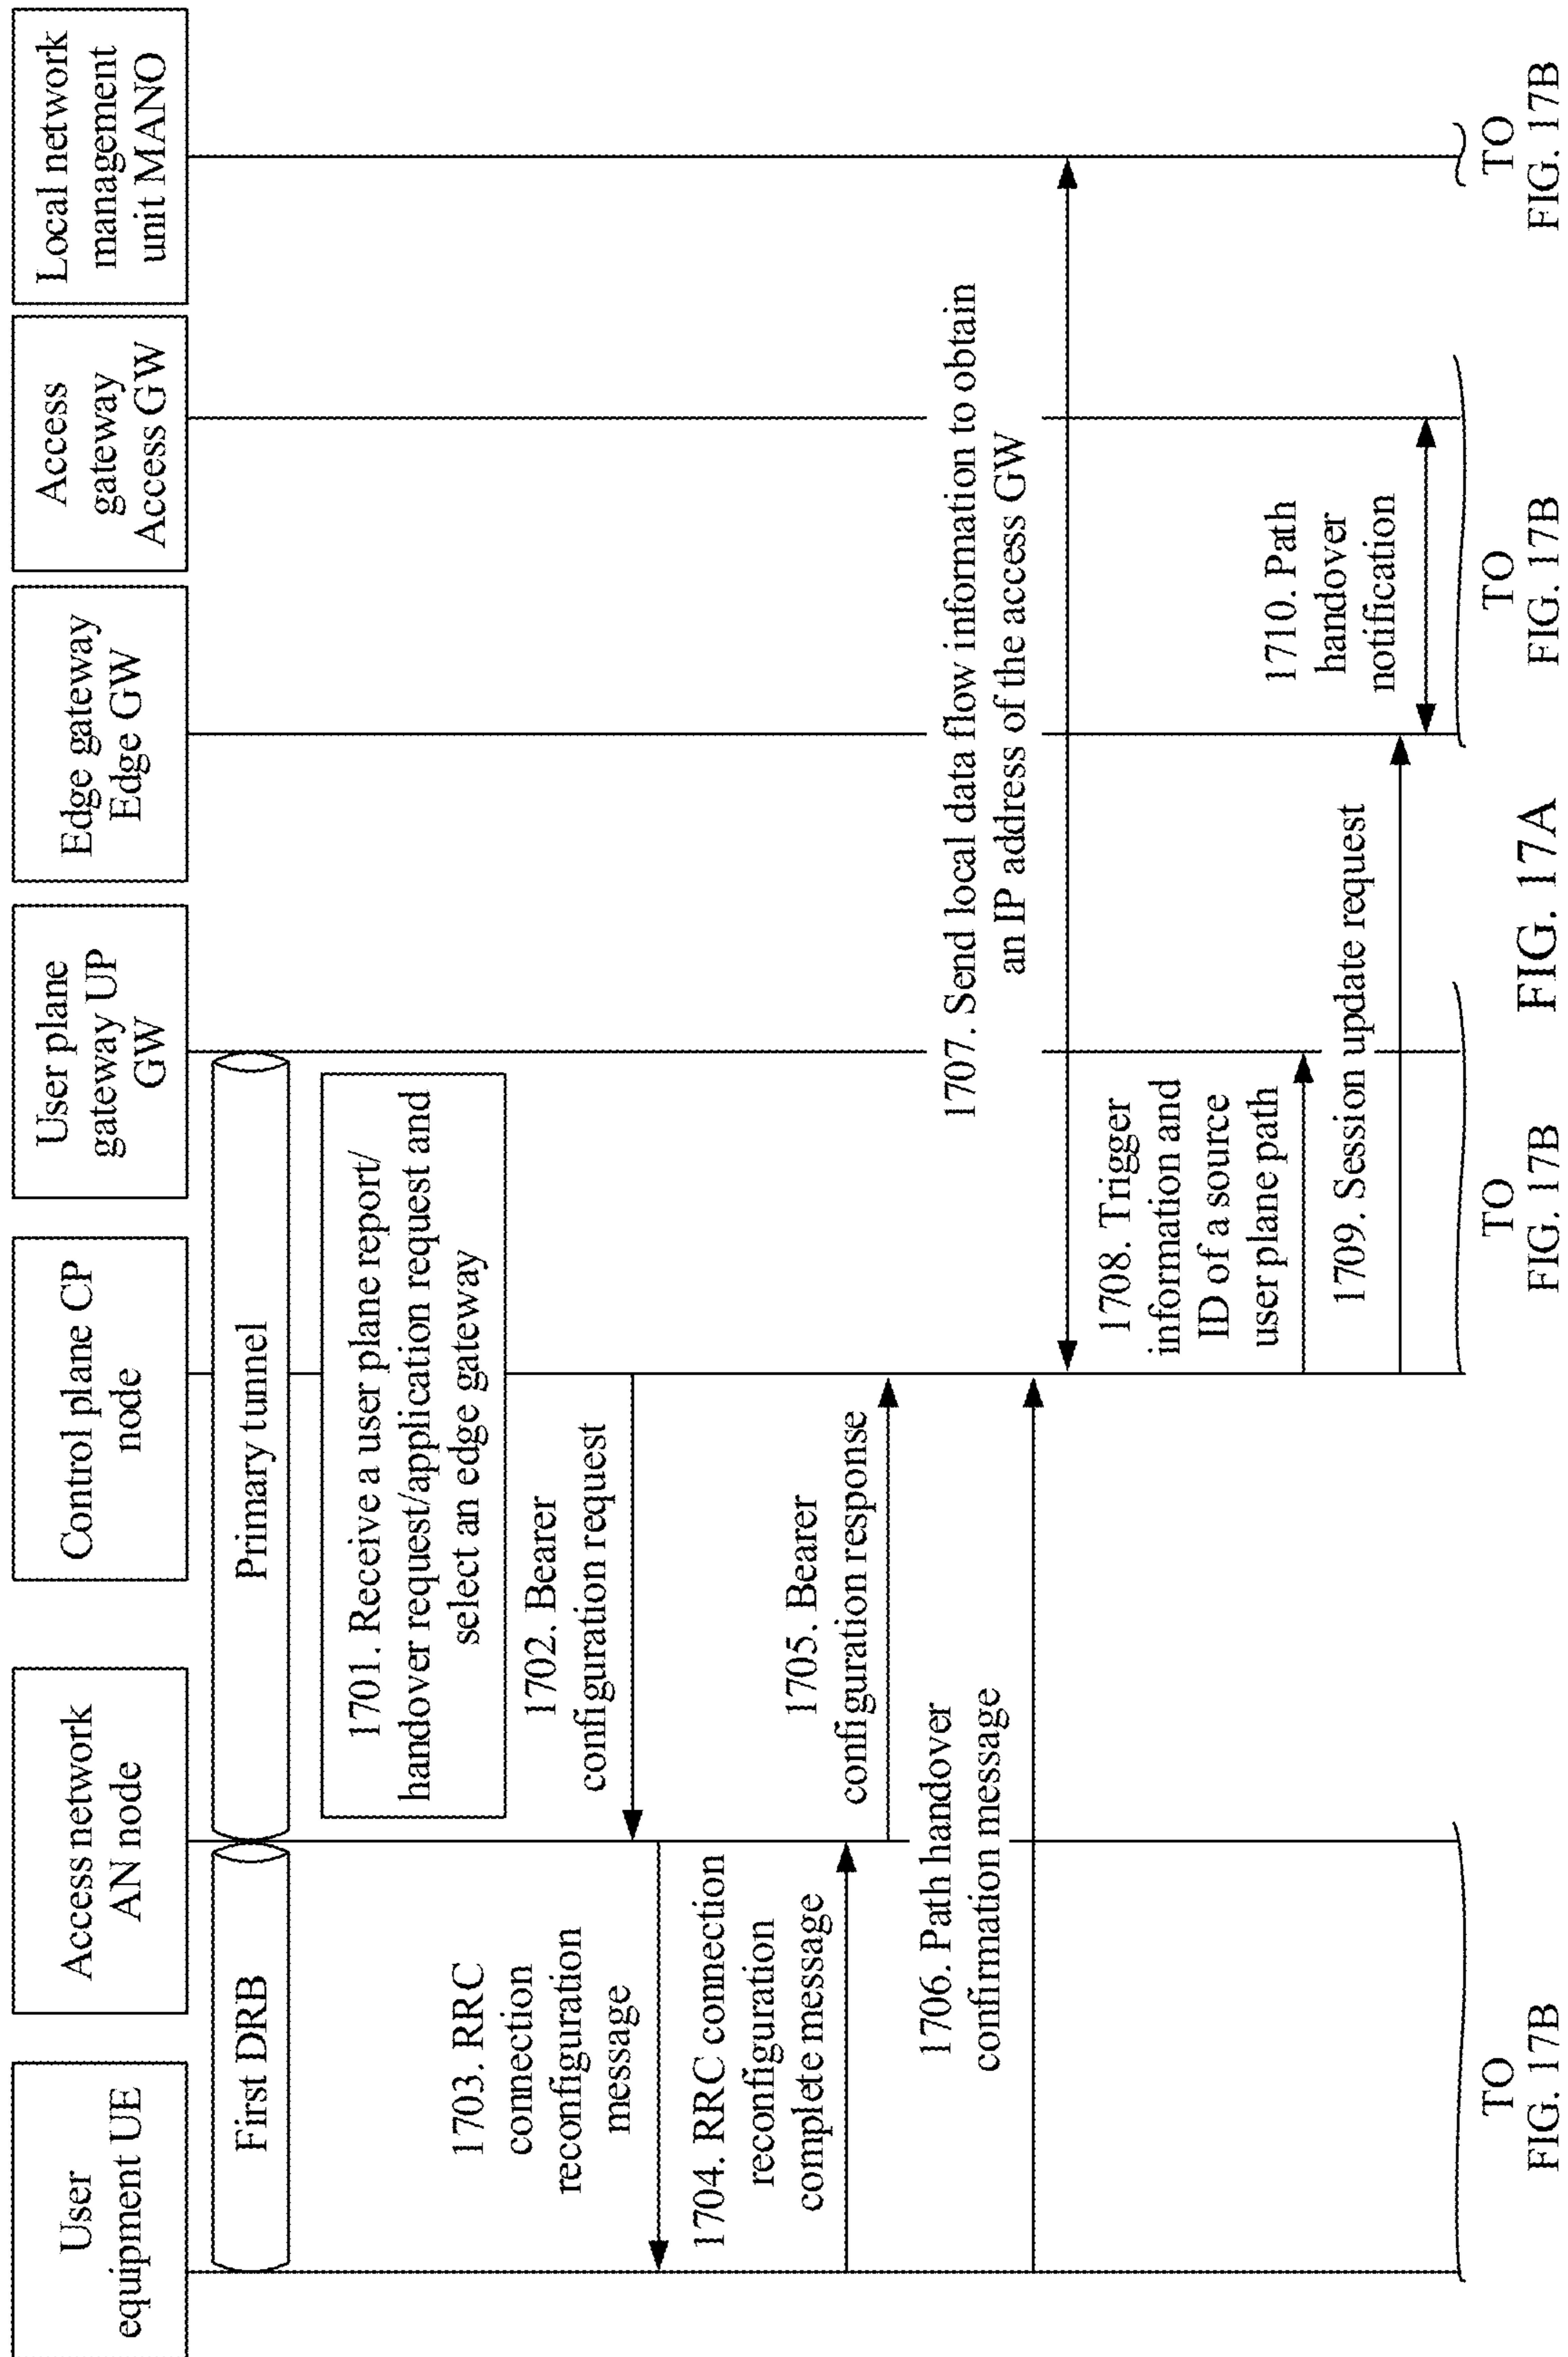 User
equipment UE
Access network
AN node
Control plane CP
node
User plane
gateway UP
GW
Edge gateway
Edge GW
Access
gateway
Access GW
Local network
management
unit MANO
First DRB
Primary tunnel
1701. Receive a user plane report/
handover request/application request and
select an edge gateway
1702. Bearer
configuration request
1703. RRC
connection
reconfiguration
message
1704. RRC connection
reconfiguration
complete message
1705. Bearer
configuration response
1706. Path handover
confirmation message
1707. Send local data flow information to obtain
an IP address of the access GW
1708. Trigger
information and
ID of a source
user plane path
1709. Session update request
1710. Path
handover
notification
TO
FIG. 17B
TO
FIG. 17B
TO
FIG. 17B
TO
FIG. 17B
FIG. 17A